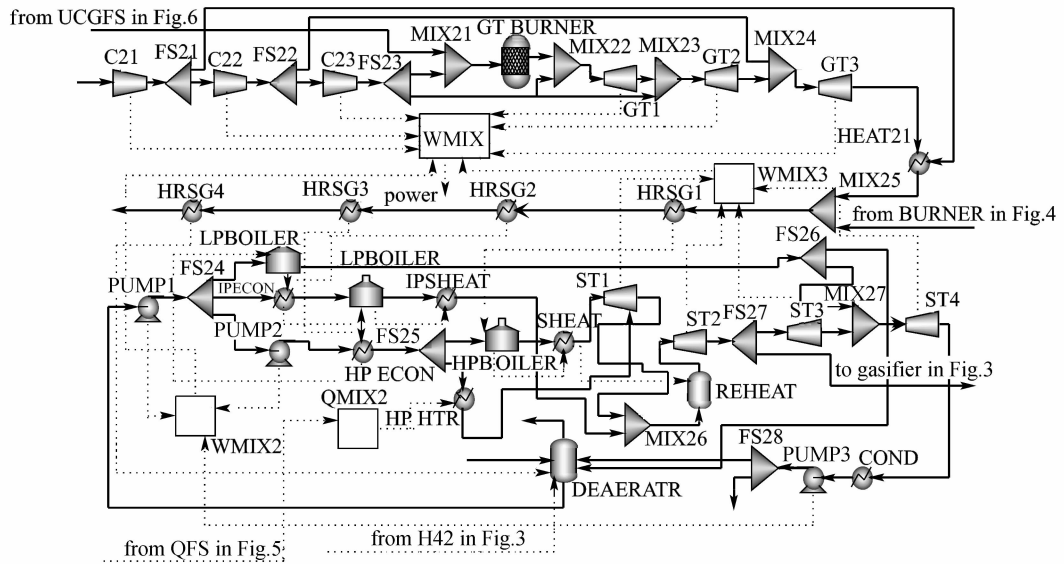 from UCGFS in Fig.6
GT BURNER
MIX21
MIX22
MIX23
MIX24
C21
FS21
C22
FS22
C23
FS23
GT2
GT3
GT1
WMIX
HEAT21
HRSG4
HRSG3
power
HRSG2
HRSG1
WMIX3
MIX25
from BURNER in Fig.4
LPBOILER
FS26
FS24
LPBOILER
PUMP1
IPECON
IPSHEAT
ST1
MIX27
ST4
PUMP2
FS25
SHEAT
ST2
FS27
ST3
HP ECON
HPBOILER
to gasifier in Fig.3
QMIX2
HP HTR
REHEAT
WMIX2
MIX26
FS28
PUMP3
COND
DEAERATR
from H42 in Fig.3
from QFS in Fig.5